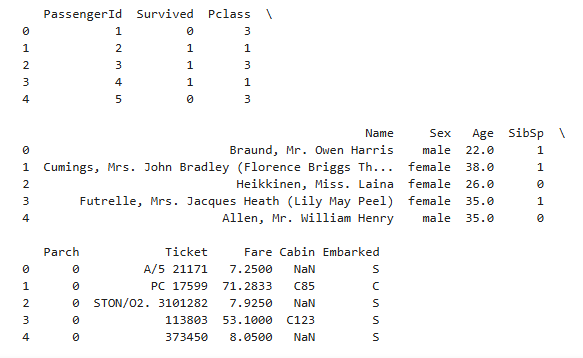 PassengerId Survived Pclass \
0 1 0 3
1 2 1 1
2 3 1 3
3 4 1 1
4 5 0 3
Name Sex Age SibSp \
0 Braund, Mr. Owen Harris male 22.0 1
1 Cumings, Mrs. John Bradley (Florence Briggs Th... female 38.0 1
2 Heikkinen, Miss. Laina female 26.0 0
3 Futrelle, Mrs. Jacques Heath (Lily May Peel) female 35.0 1
4 Allen, Mr. William Henry male 35.0 0
Parch Ticket Fare Cabin Embarked
0 0 A/5 21171 7.2500 NaN S
1 0 PC 17599 71.2833 C85 C
2 0 STON/O2. 3101282 7.9250 NaN S
3 0 113803 53.1000 C123 S
4 0 373450 8.0500 NaN S